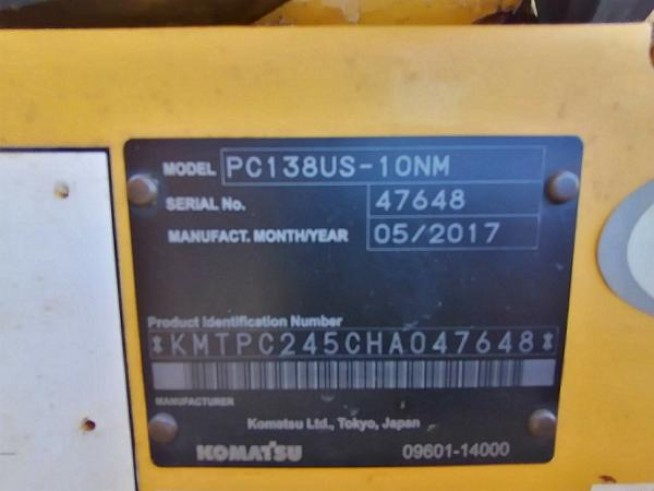 MODEL PC138US-10NM
SERIAL No. 47648
MANUFACT. MONTH/YEAR 05/2017
Product Identification Number
*KMTPC245CHA047648*
MANUFACTURER
Komatsu Ltd., Tokyo, Japan
KOMATSU 09601-14000